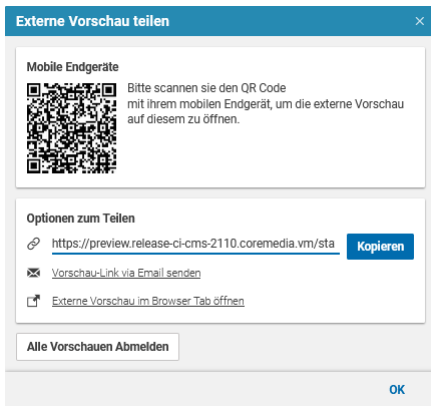 Externe Vorschau teilen
Mobile Endgeräte
Bitte scannen sie den QR Code
mit ihrem mobilen Endgerät, um die externe Vorschau
auf diesem zu öffnen.
Optionen zum Teilen
https://preview.release-ci-cms-2110.coremedia.vm/sta
Kopieren
Vorschau-Link via Email senden
Externe Vorschau im Browser Tab öffnen
Alle Vorschauen Abmelden
OK